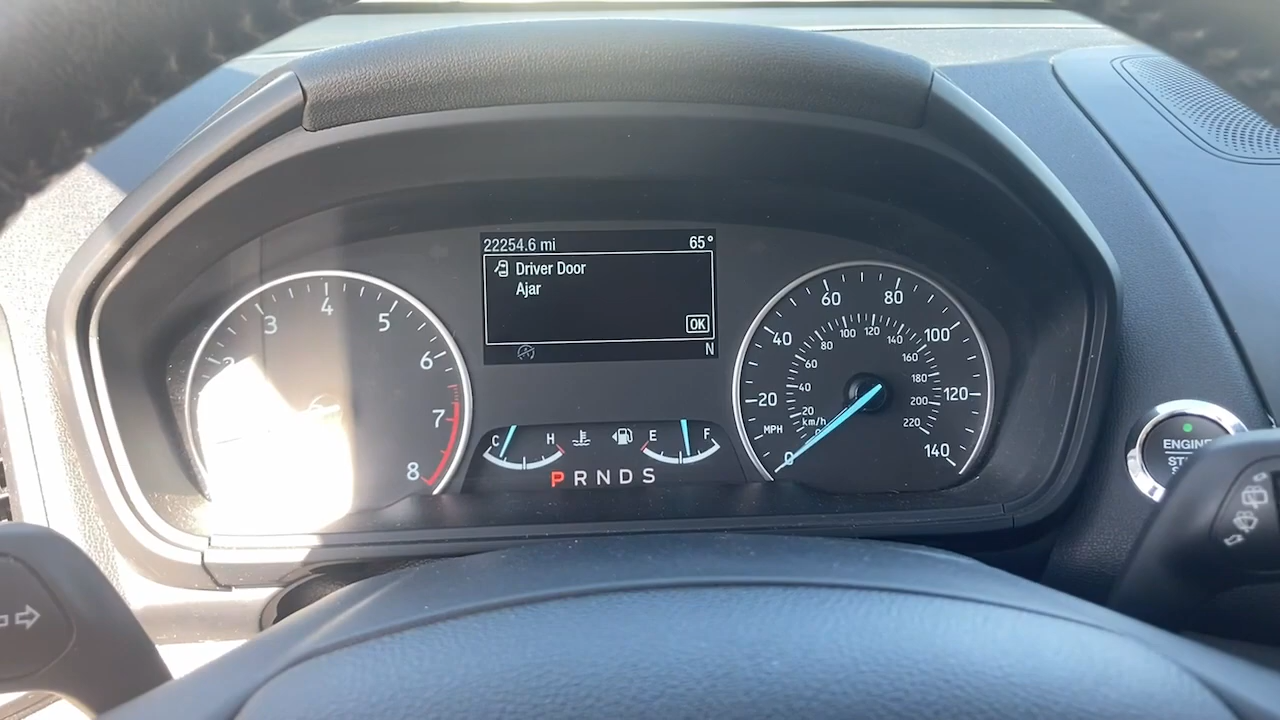 22254.6 mi 65°
Driver Door
Ajar
OK
N
3 4 5 6 7 8
C H E F
P R N D S
0 20 40 60 80 100 120 140
MPH
20 40 60 80 100 120 140 160 180 200 220
km/h
ENGINE